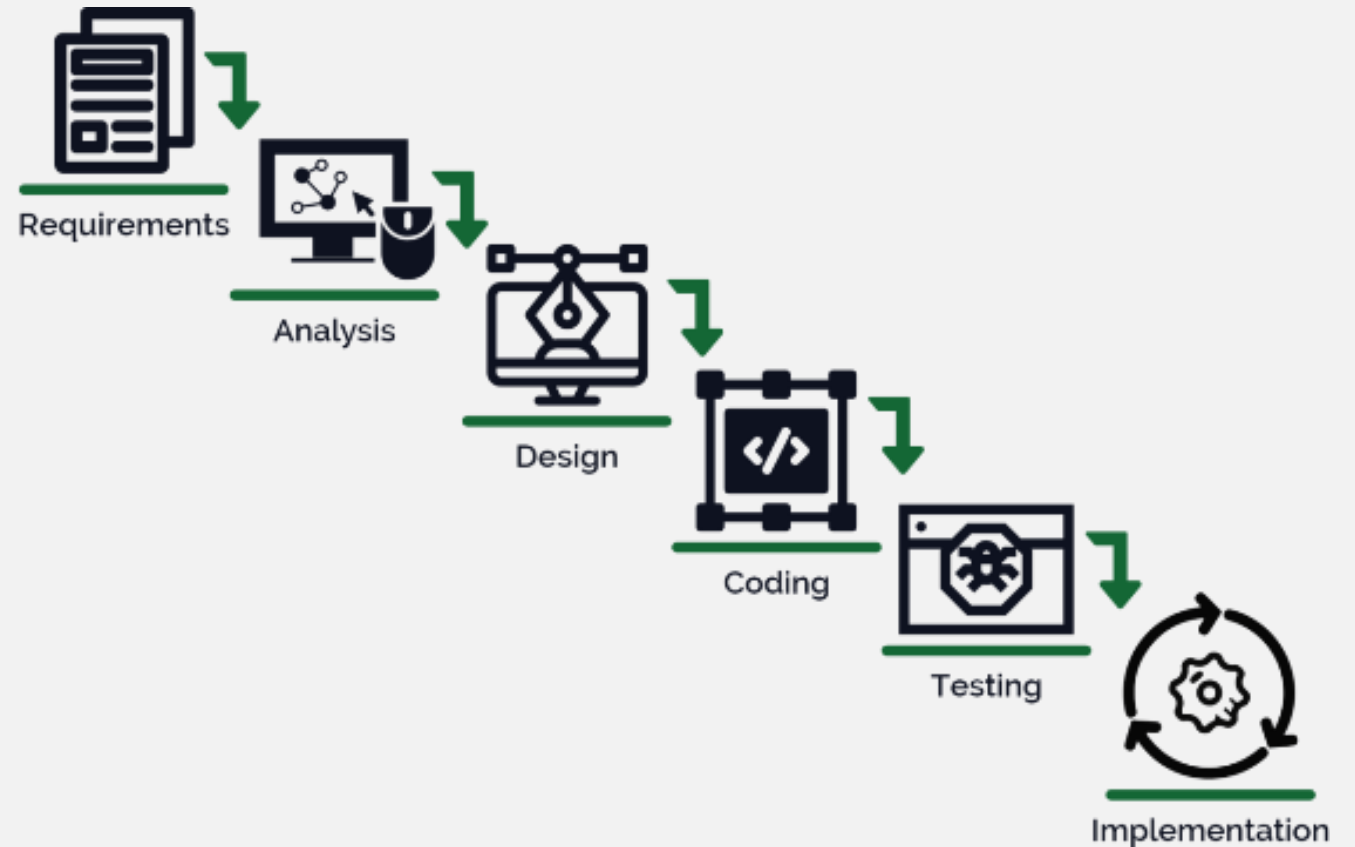 Requirements
Analysis
Design
</>
Coding
Testing
Implementation